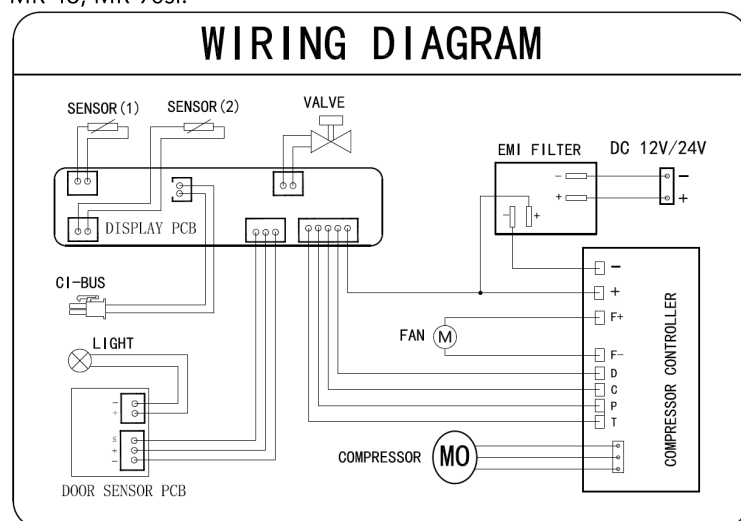 WIRING DIAGRAM
SENSOR(1)
SENSOR(2)
VALVE
EMI FILTER
DC 12V/24V
-
+
-
+
-
+
DISPLAY PCB
CI-BUS
LIGHT
-
+
S
+
-
DOOR SENSOR PCB
FAN
M
COMPRESSOR
MO
-
+
F+
F-
D
C
P
T
COMPRESSOR CONTROLLER